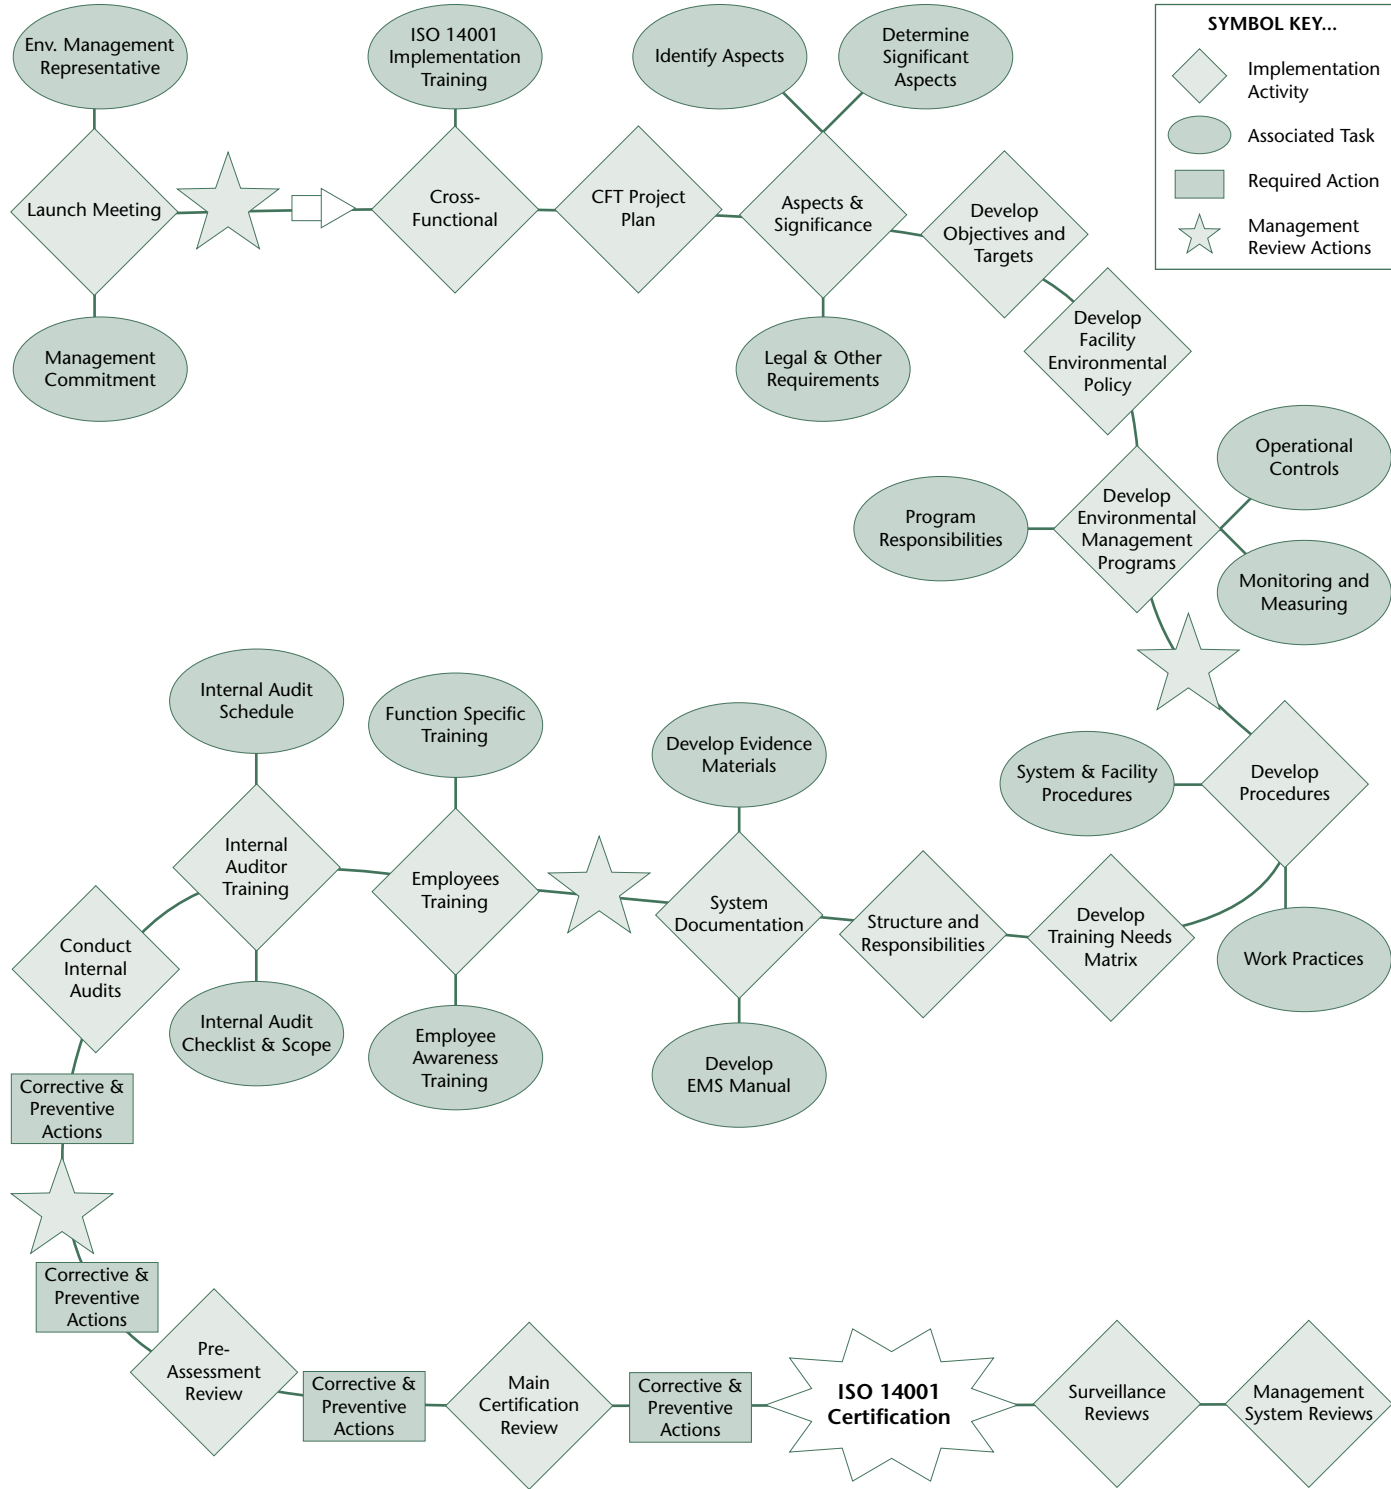 Env. Management
Representative
ISO 14001
Implementation
Training
Identify Aspects
Determine
Significant
Aspects
SYMBOL KEY...
Implementation
Activity
Associated Task
Required Action
Management
Review Actions
Launch Meeting
Cross-
Functional
CFT Project
Plan
Aspects &
Significance
Develop
Objectives and
Targets
Management
Commitment
Legal & Other
Requirements
Develop
Facility
Environmental
Policy
Operational
Controls
Program
Responsibilities
Develop
Environmental
Management
Programs
Monitoring and
Measuring
Internal Audit
Schedule
Function Specific
Training
Develop Evidence
Materials
System & Facility
Procedures
Develop
Procedures
Internal
Auditor
Training
Employees
Training
System
Documentation
Structure and
Responsibilities
Develop
Training Needs
Matrix
Work Practices
Conduct
Internal
Audits
Internal Audit
Checklist & Scope
Employee
Awareness
Training
Develop
EMS Manual
Corrective &
Preventive
Actions
Corrective &
Preventive
Actions
Pre-
Assessment
Review
Corrective &
Preventive
Actions
Main
Certification
Review
Corrective &
Preventive
Actions
ISO 14001
Certification
Surveillance
Reviews
Management
System Reviews